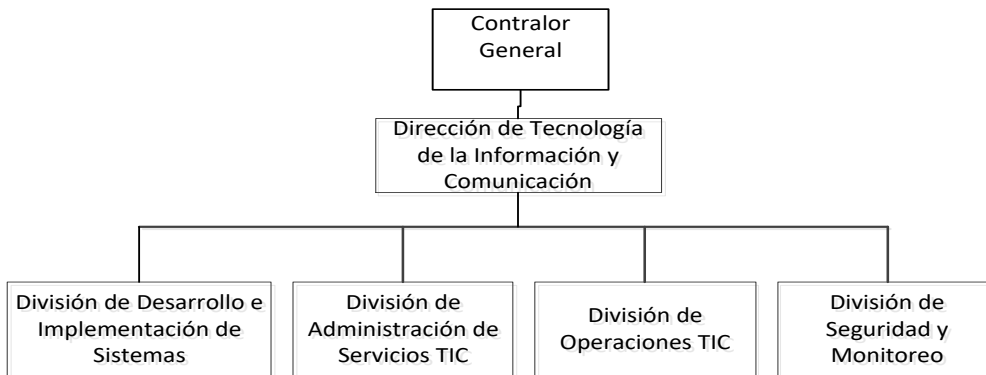 Contralor
General
Dirección de Tecnología
de la Información y
Comunicación
División de Desarrollo e
Implementación de
Sistemas
División de
Administración de
Servicios TIC
División de
Operaciones TIC
División de
Seguridad y
Monitoreo